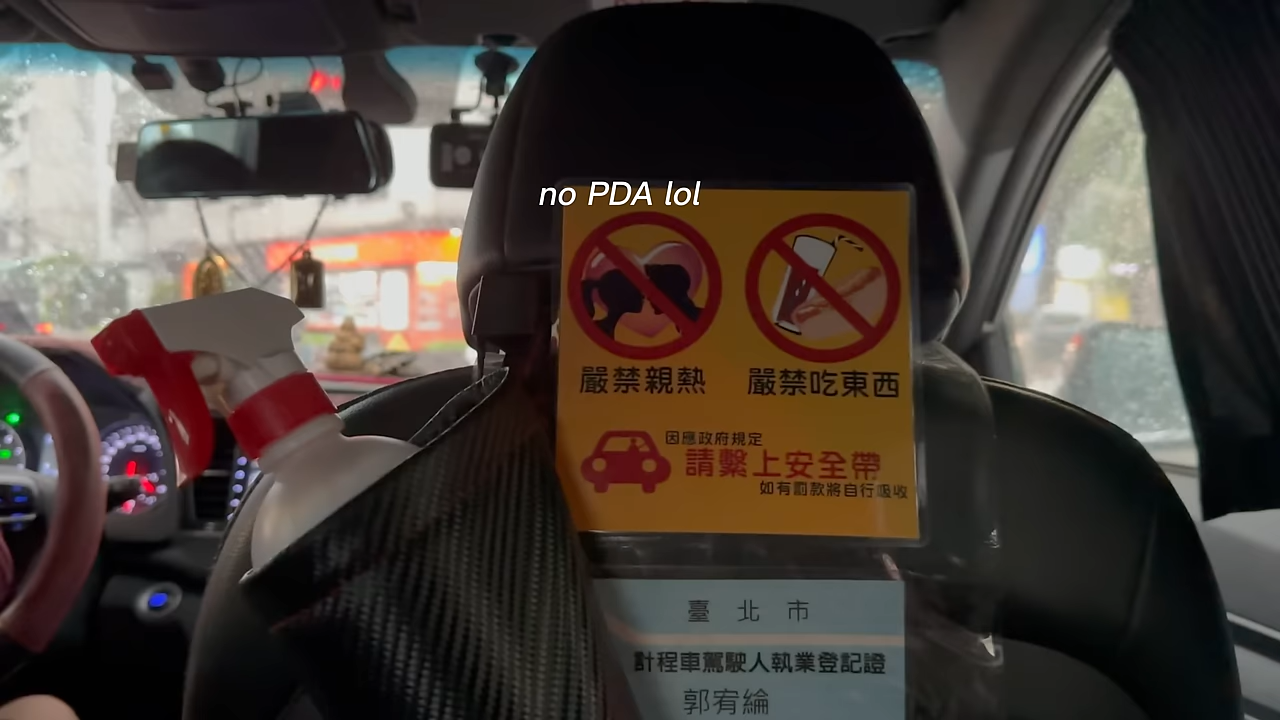 no PDA lol
嚴禁親熱
嚴禁吃東西
因應政府規定
請繫上安全帶
如有罰款將自行吸收
臺北市
計程車駕駛人執業登記證
郭宥綸